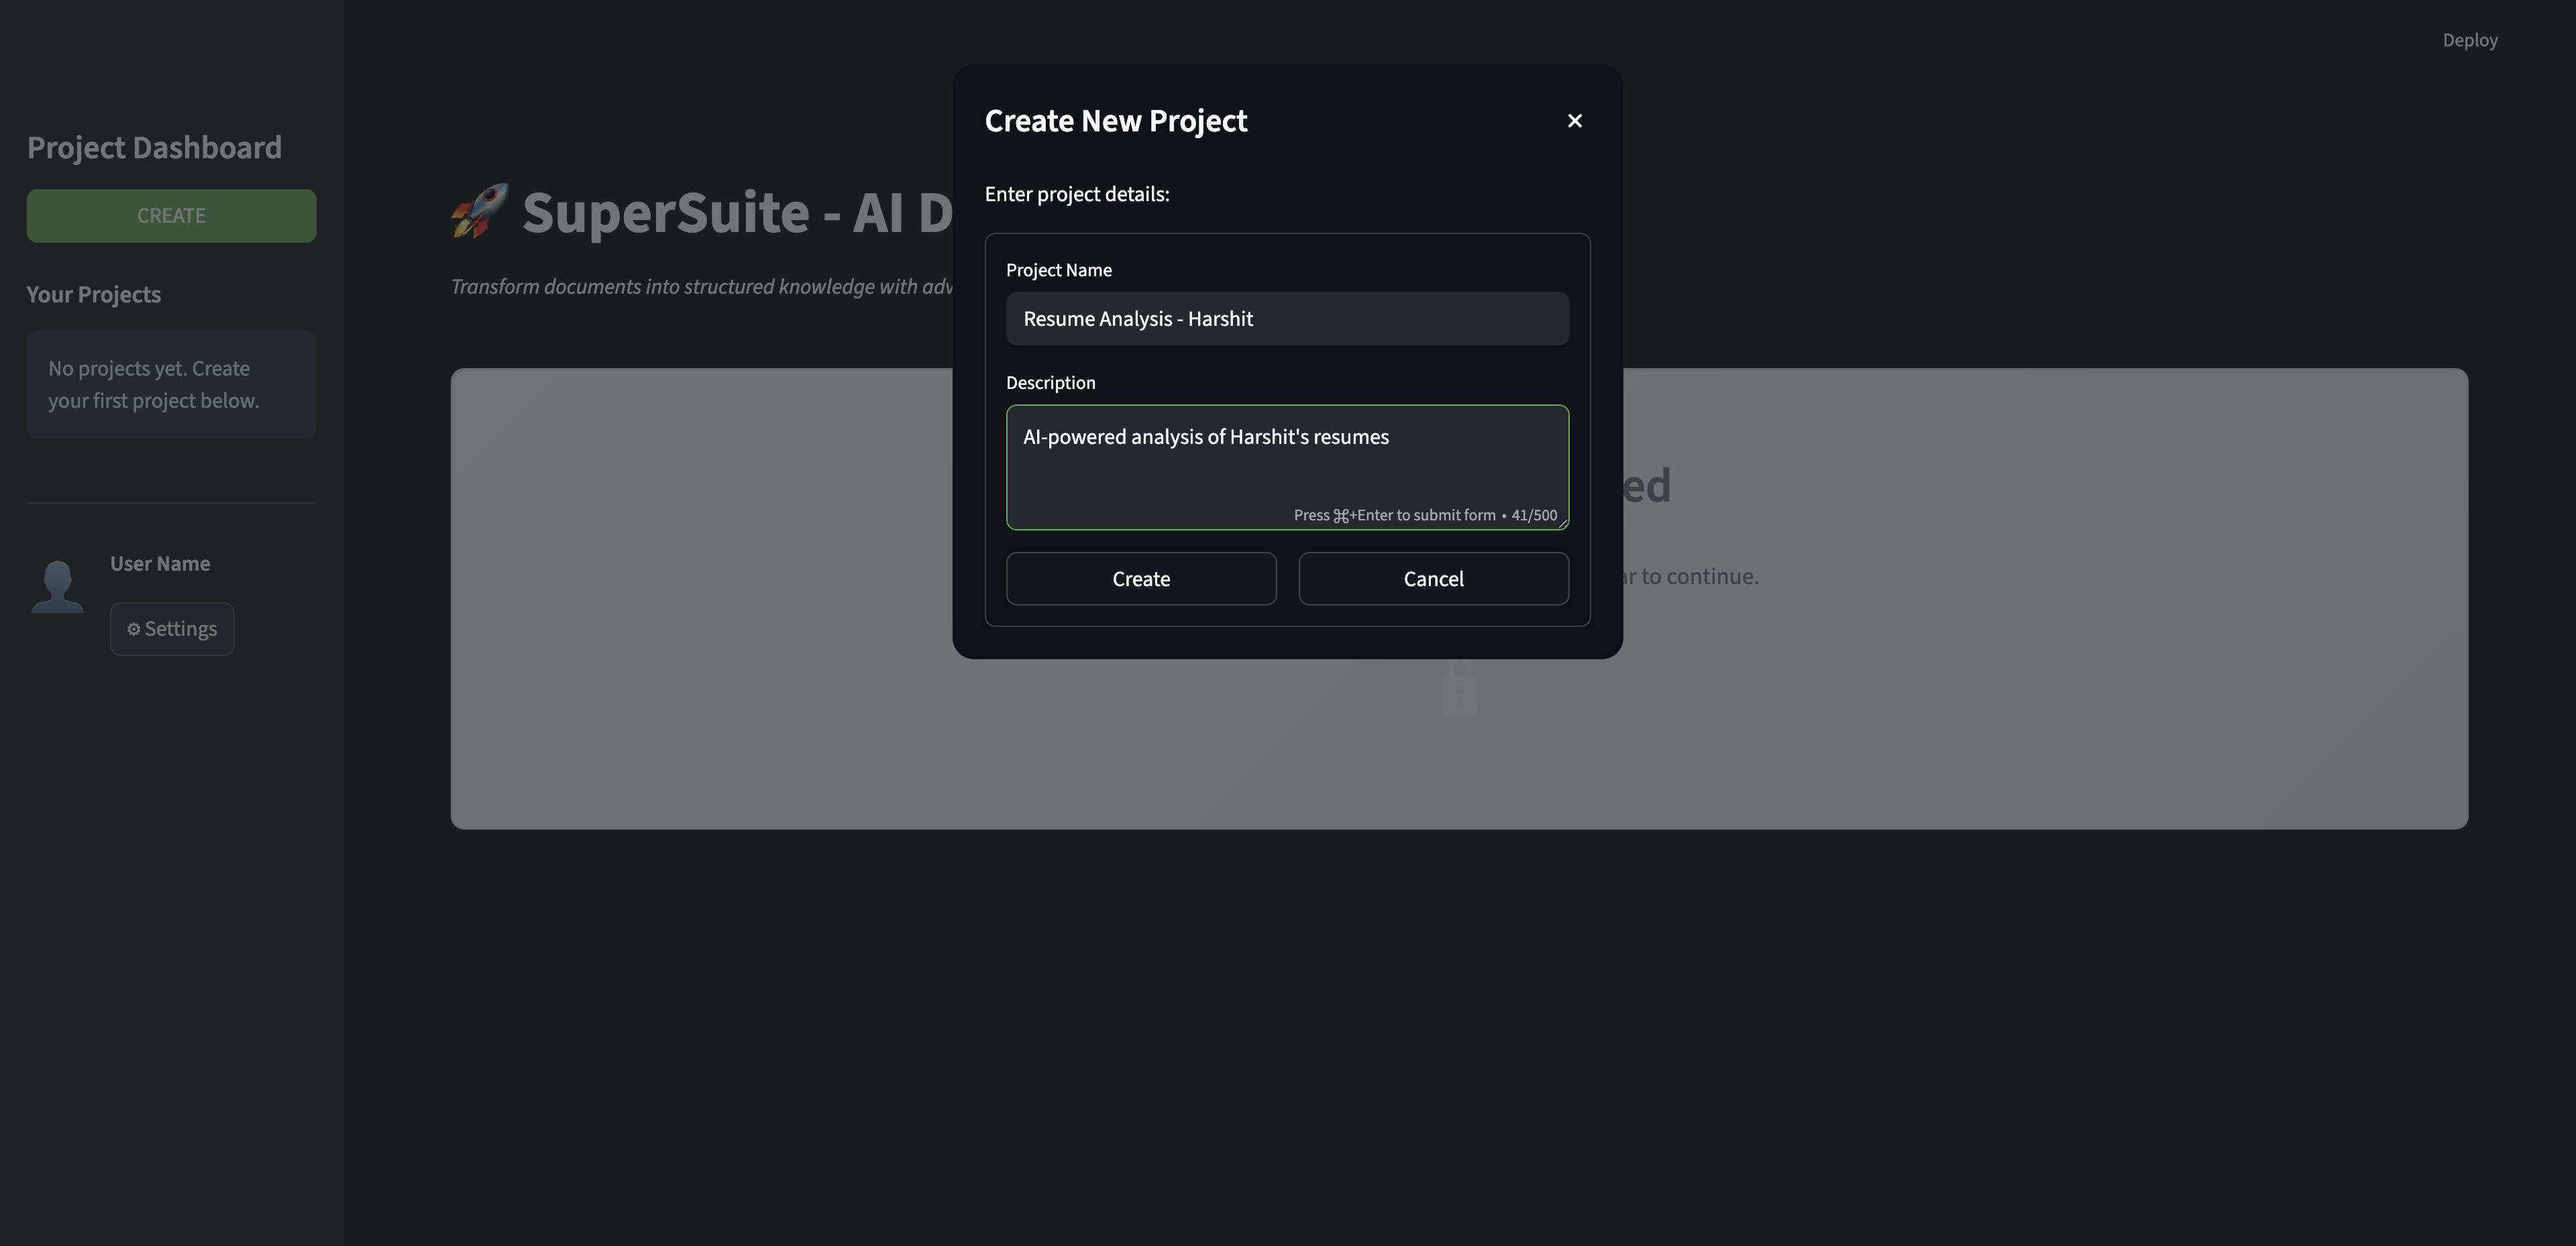 Deploy
Project Dashboard
CREATE
Your Projects
No projects yet. Create
your first project below.
User Name
Settings
SuperSuite - AI D
Transform documents into structured knowledge with adv
ed
ar to continue.
Create New Project
Enter project details:
Project Name
Resume Analysis - Harshit
Description
AI-powered analysis of Harshit's resumes
Press ⌘+Enter to submit form • 41/500
Create
Cancel